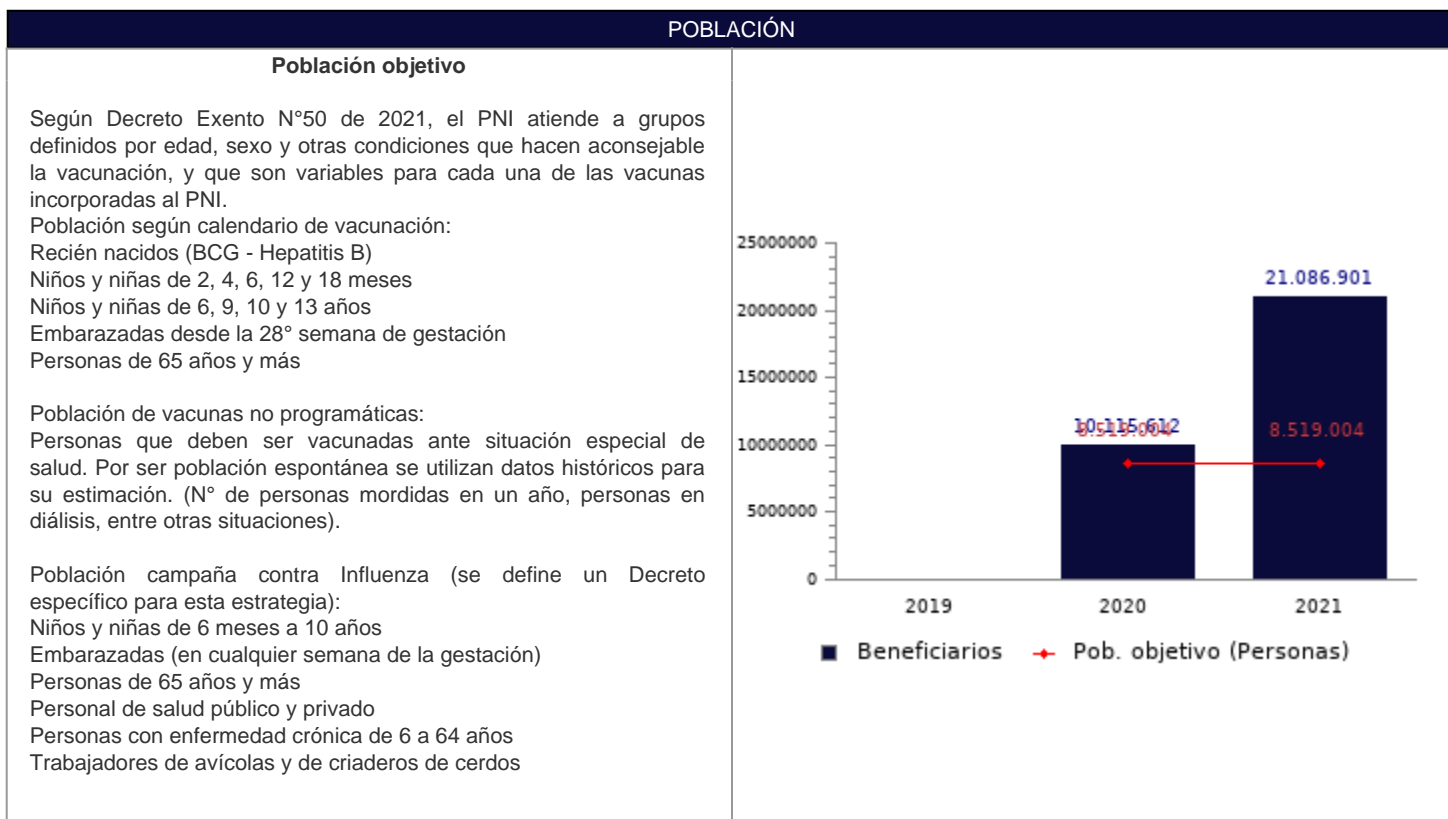 POBLACIÓN
Población objetivo
Según Decreto Exento N°50 de 2021, el PNI atiende a grupos
definidos por edad, sexo y otras condiciones que hacen aconsejable
la vacunación, y que son variables para cada una de las vacunas
incorporadas al PNI.
Población según calendario de vacunación:
Recién nacidos (BCG - Hepatitis B)
Niños y niñas de 2, 4, 6, 12 y 18 meses
Niños y niñas de 6, 9, 10 y 13 años
Embarazadas desde la 28° semana de gestación
Personas de 65 años y más
Población de vacunas no programáticas:
Personas que deben ser vacunadas ante situación especial de
salud. Por ser población espontánea se utilizan datos históricos para
su estimación. (N° de personas mordidas en un año, personas en
diálisis, entre otras situaciones).
Población campaña contra Influenza (se define un Decreto
específico para esta estrategia):
Niños y niñas de 6 meses a 10 años
Embarazadas (en cualquier semana de la gestación)
Personas de 65 años y más
Personal de salud público y privado
Personas con enfermedad crónica de 6 a 64 años
Trabajadores de avícolas y de criaderos de cerdos
25000000
20000000
15000000
10000000
5000000
0
21.086.901
10.115.612
8.519.004
8.519.004
2019
2020
2021
Beneficiarios
Pob. objetivo (Personas)